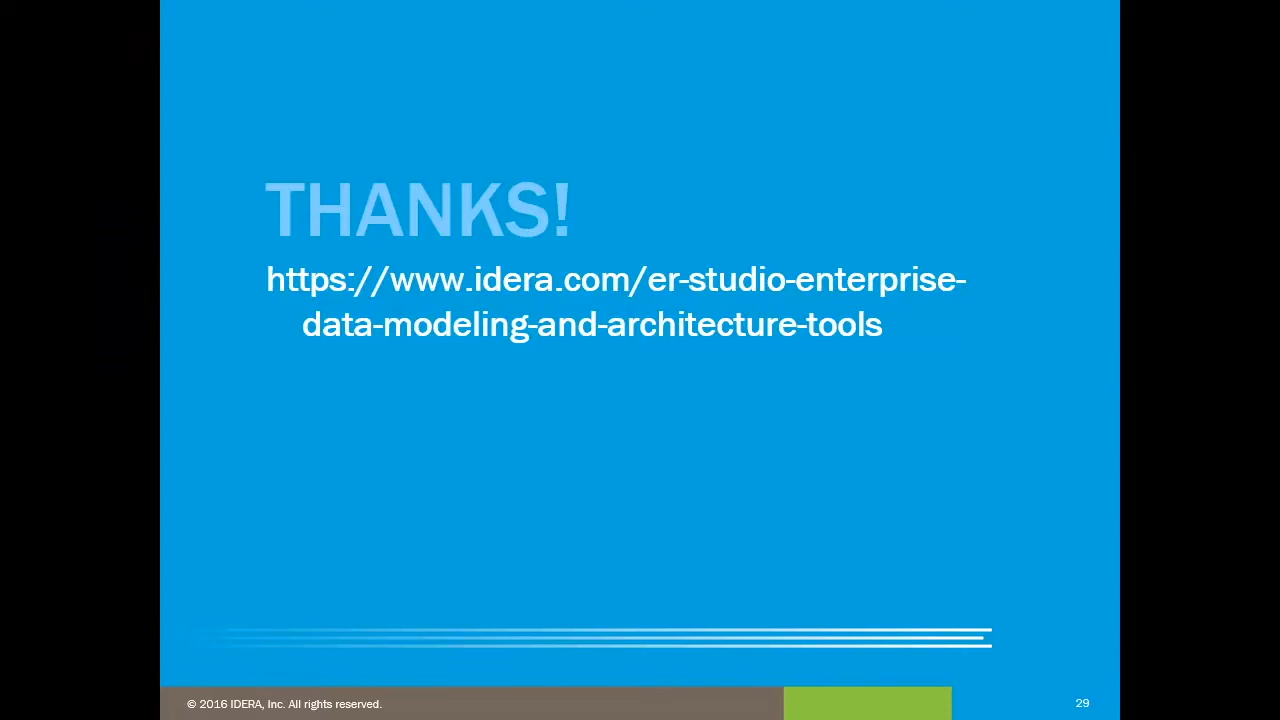 THANKS!
https://www.idera.com/er-studio-enterprise-
data-modeling-and-architecture-tools
© 2016 IDERA, Inc. All rights reserved.
29